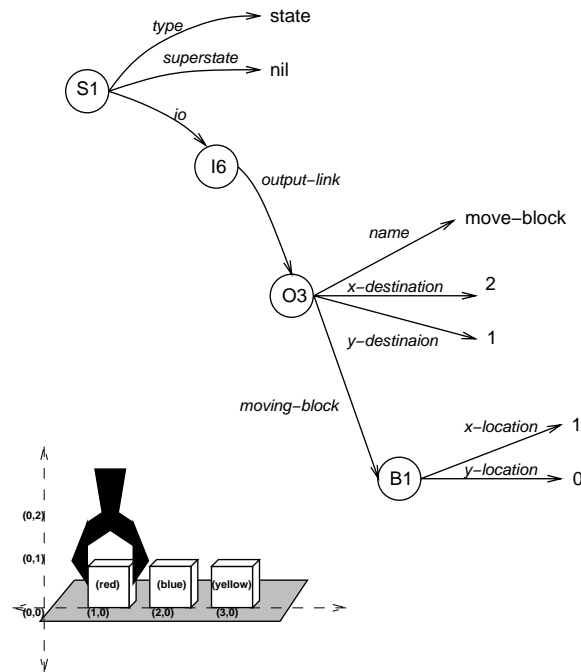 type
state
superstate
nil
S1
io
I6
output−link
name
move−block
O3
x−destination
2
y−destinaion
1
moving−block
x−location
1
B1
y−location
0
(0,2)
(0,1)
(red)
(blue)
(yellow)
(0,0)
(1,0)
(2,0)
(3,0)